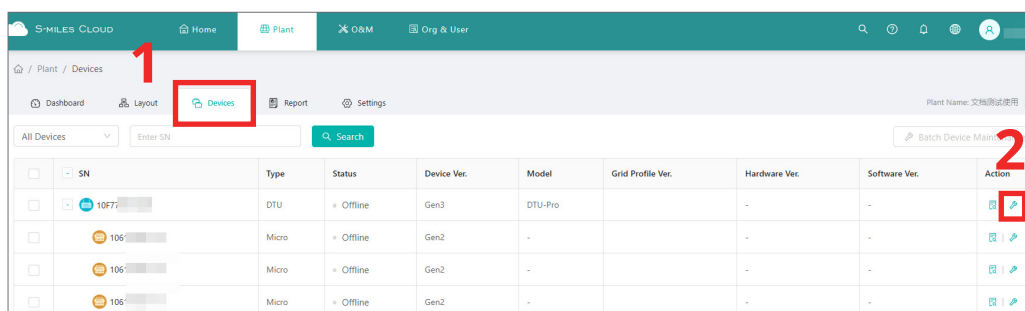 S-MILES CLOUD Home Plant O&M Org & User
1
/ Plant / Devices
Dashboard Layout Devices Report Settings Plant Name: 文档测试使用
All Devices Enter SN Search Batch Device
2
SN Type Status Device Ver. Model Grid Profile Ver. Hardware Ver. Software Ver. Action
10F77 DTU Offline Gen3 DTU-Pro - -
106 Micro Offline Gen2 - - -
106 Micro Offline Gen2 - - -
106 Micro Offline Gen2 - - -